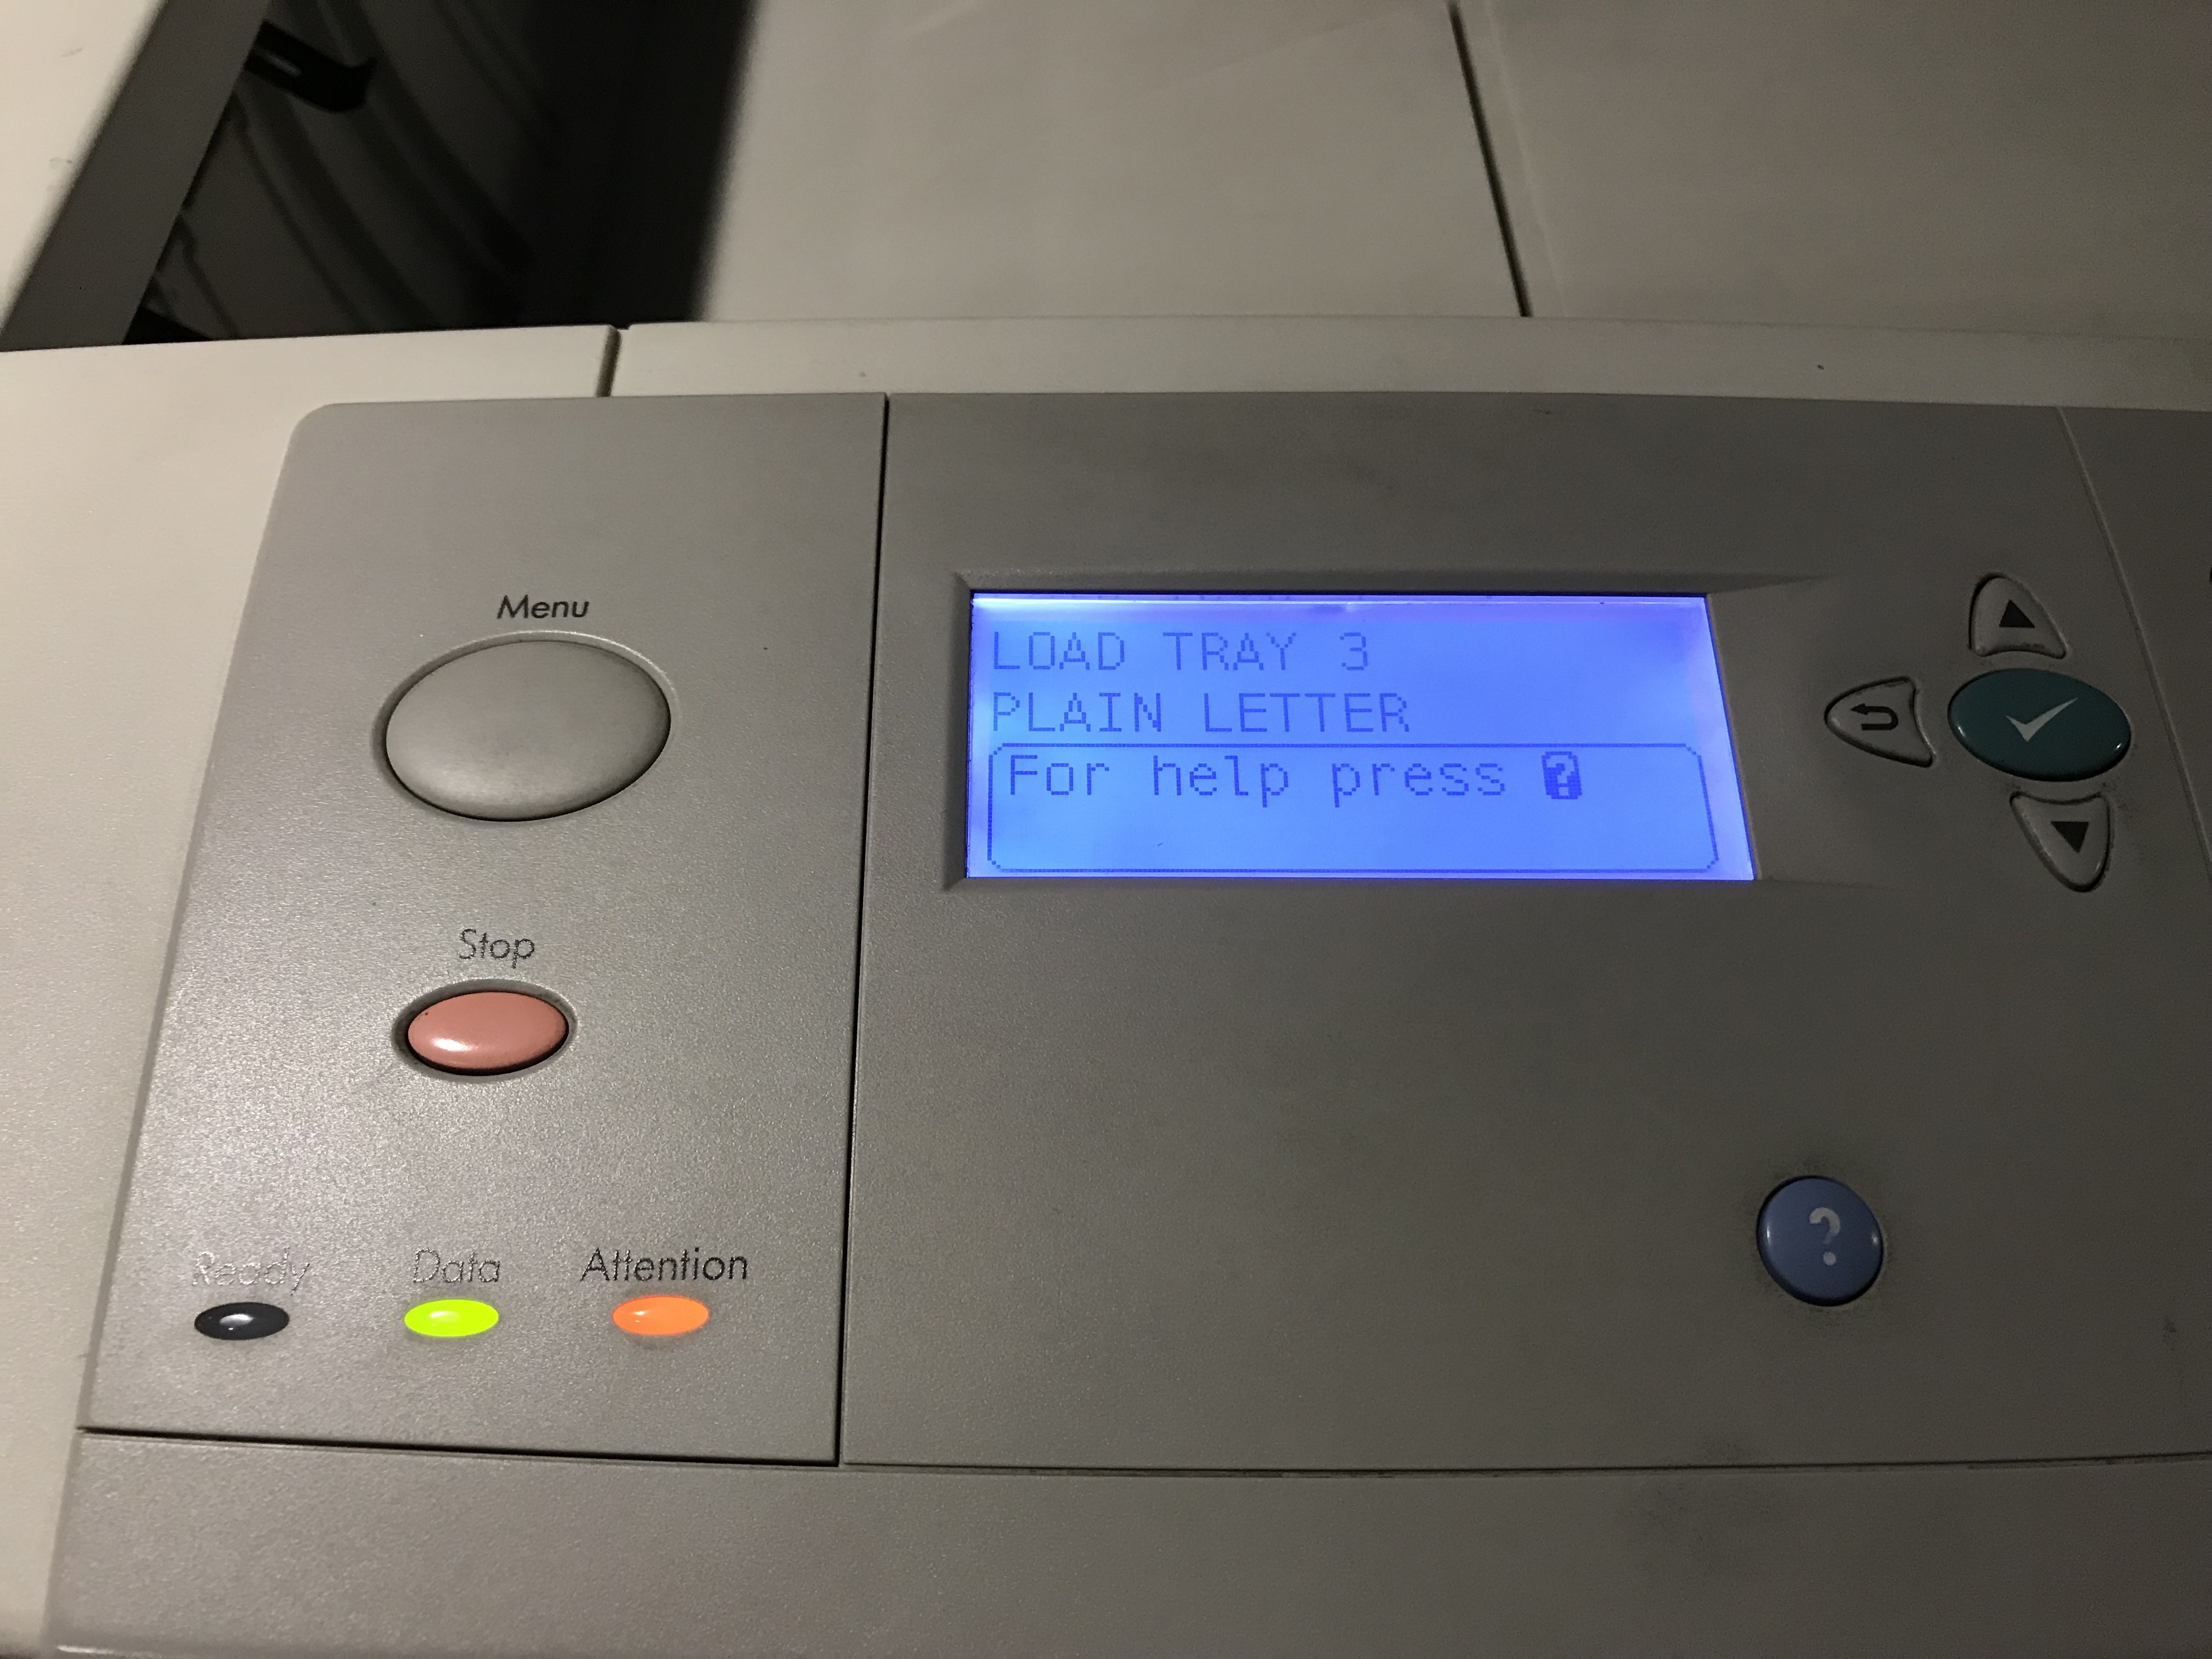 Menu
LOAD TRAY 3
PLAIN LETTER
For help press ?
Stop
Ready Data Attention
?